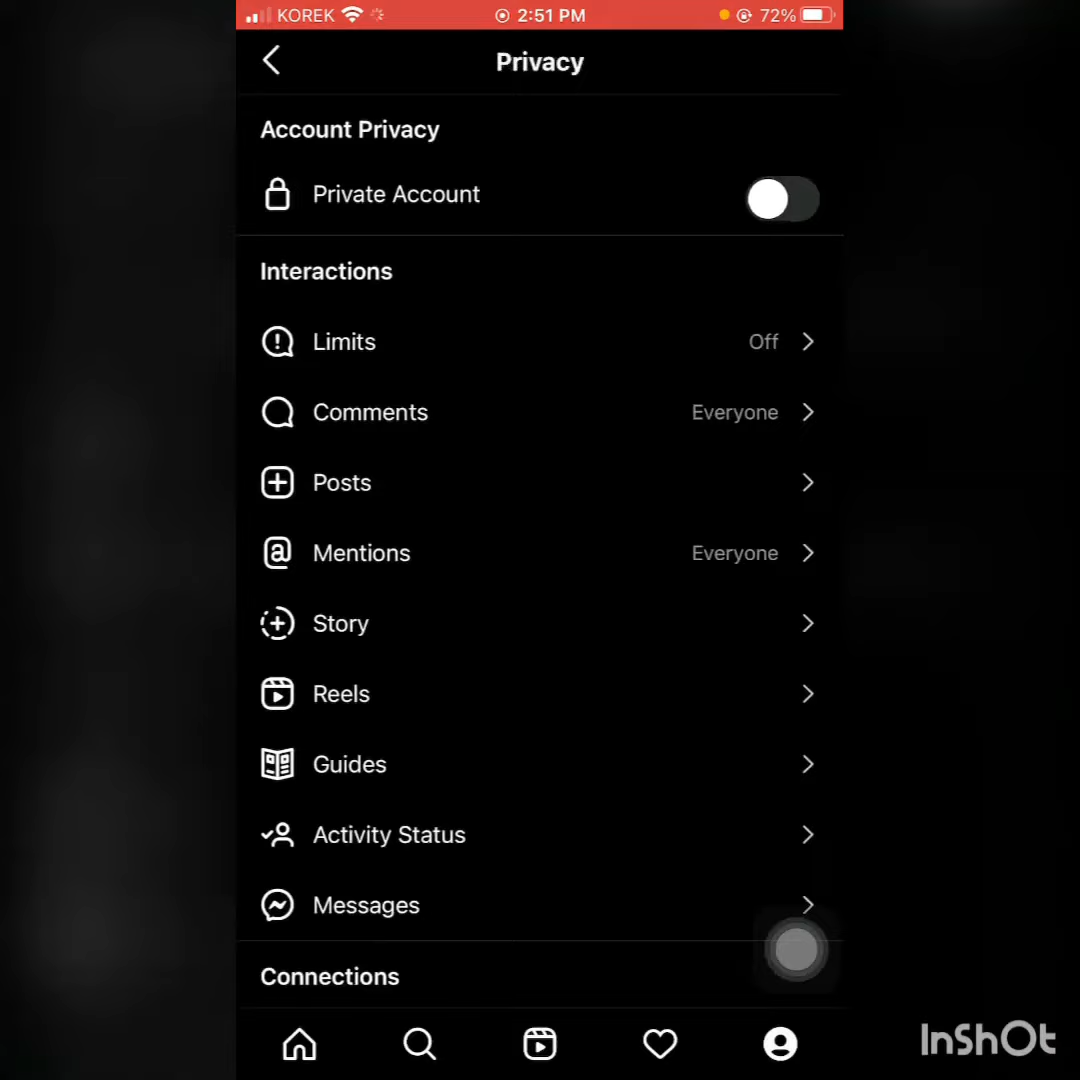 KOREK 2:51 PM 72%
Privacy
Account Privacy
Private Account
Interactions
Limits Off
Comments Everyone
Posts
Mentions Everyone
Story
Reels
Guides
Activity Status
Messages
Connections
InShOt